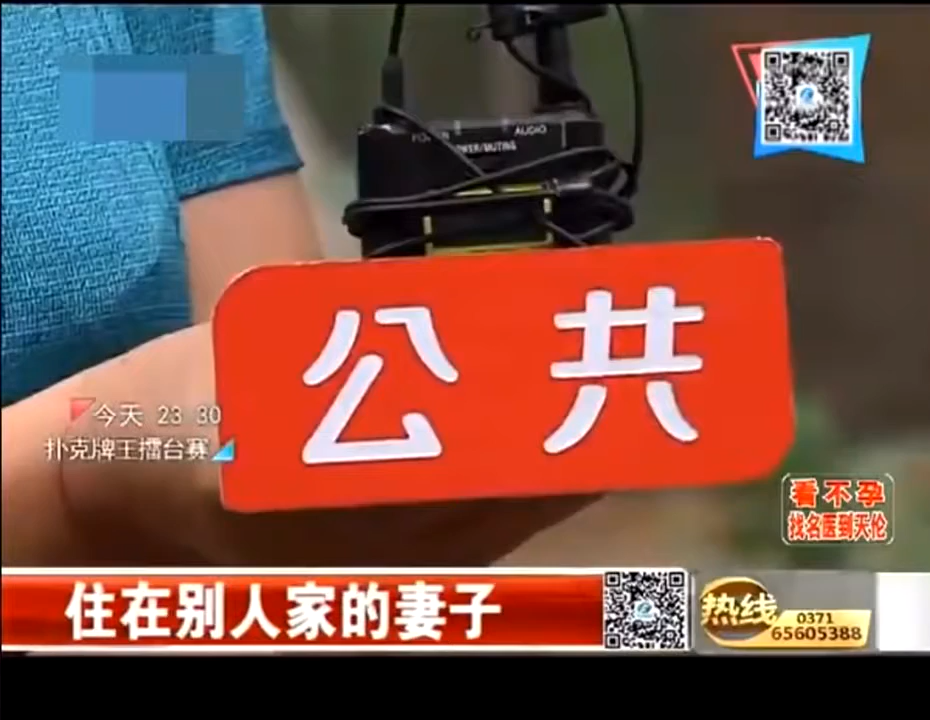 AUDIO
POWER/MUTING
公共
今天 23 30
扑克牌王擂台赛
看不孕
找名医到天伦
住在别人家的妻子
热线
0371
65605388